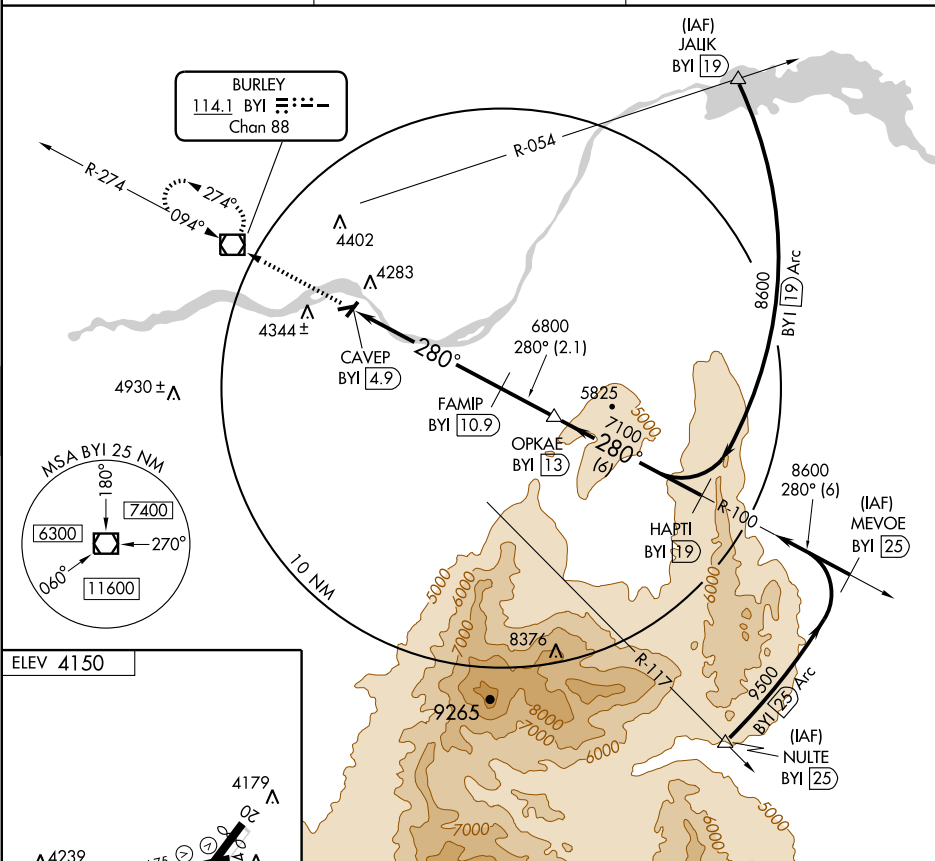 (IAF)
JALIK
BYI 19
BURLEY
114.1 BYI
Chan 88
R-054
R-274
274°
094°
4402
4283
4344 ±
CAVEP
BYI 4.9
280°
6800
280° (2.1)
8600
BYI 19 Arc
4930 ±
FAMIP
BYI 10.9
5825
5000
7100
280°
(6)
OPKAE
BYI 13
8600
280° (6)
(IAF)
MEVOE
BYI 25
R-100
HAPTI
BYI 19
MSA BYI 25 NM
180°
7400
6300
270°
060°
11600
10 NM
5000
6000
7000
6000
8376
R-117
9500
BYI 25 Arc
9265
8000
7000
6000
(IAF)
NULTE
BYI 25
ELEV 4150
4179
20
4239
175
7000
6000
5000